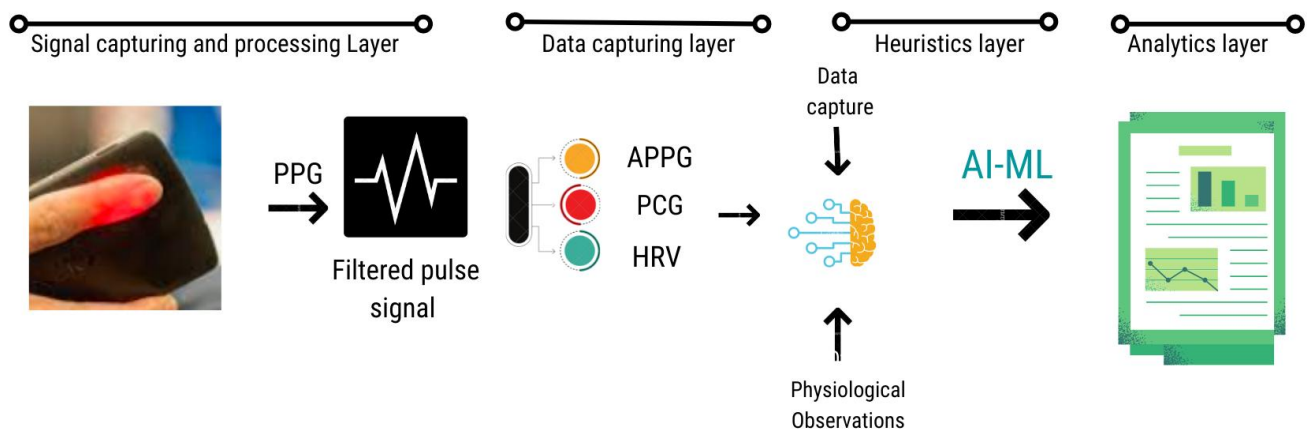 Signal capturing and processing Layer
Data capturing layer
Heuristics layer
Analytics layer
PPG
Filtered pulse
signal
APPG
PCG
HRV
Data
capture
AI-ML
Physiological
Observations